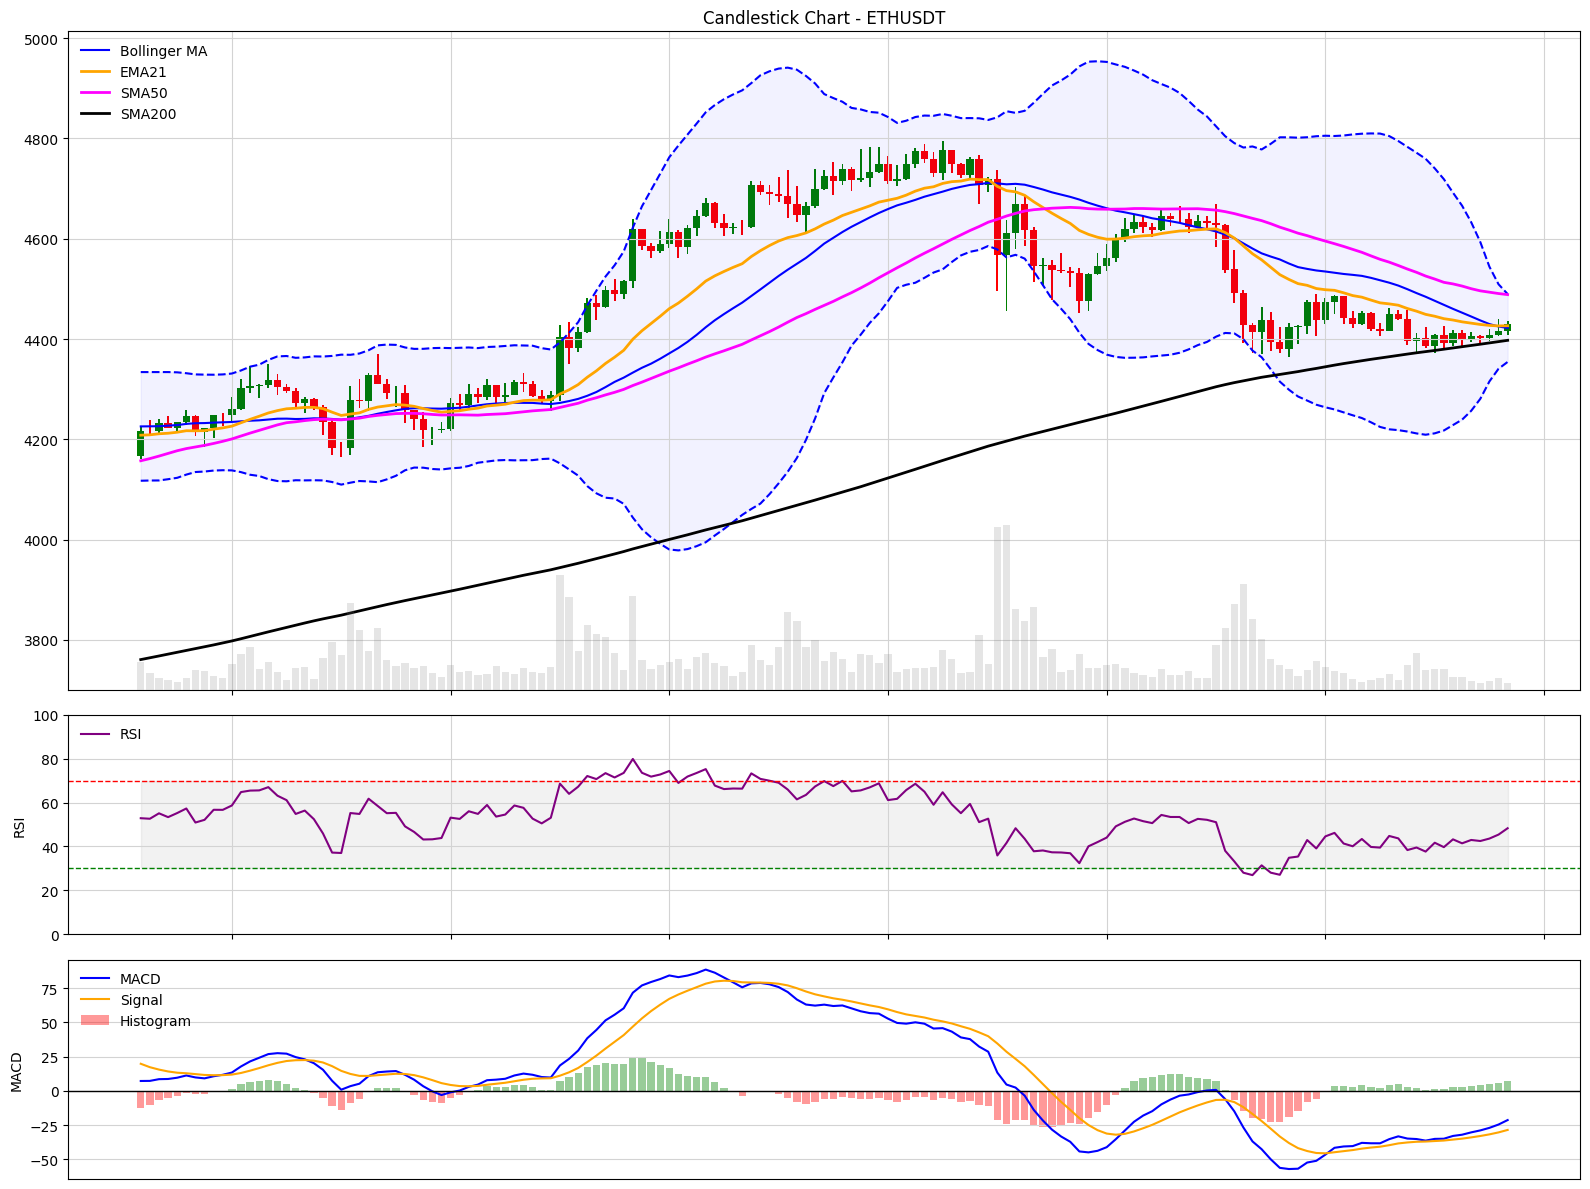 Candlestick Chart - ETHUSDT
5000
4800
4600
4400
4200
4000
3800
Bollinger MA
EMA21
SMA50
SMA200
100
80
60
40
20
0
RSI
RSI
75
50
25
0
−25
−50
MACD
MACD
Signal
Histogram